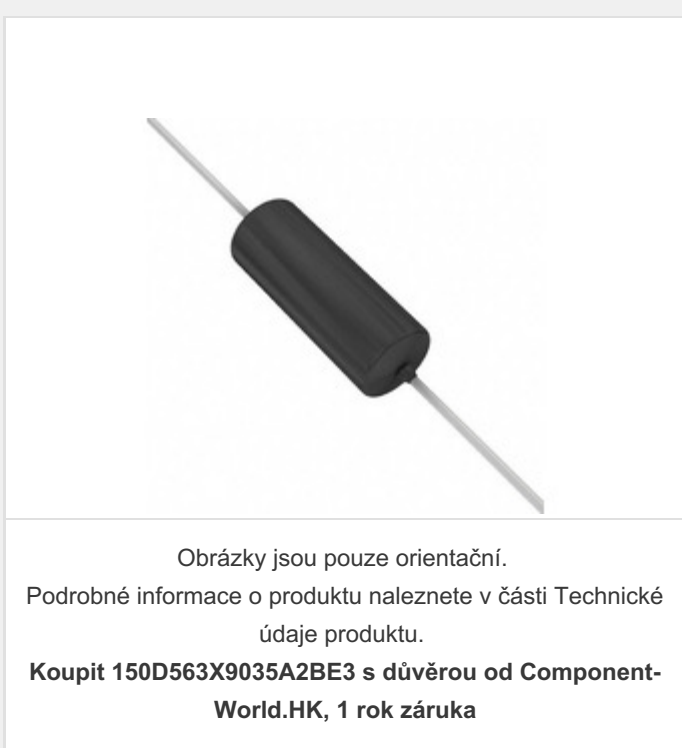 Obrázky jsou pouze orientační.
Podrobné informace o produktu naleznete v části Technické
údaje produktu.
Koupit 150D563X9035A2BE3 s důvěrou od Component-
World.HK, 1 rok záruka